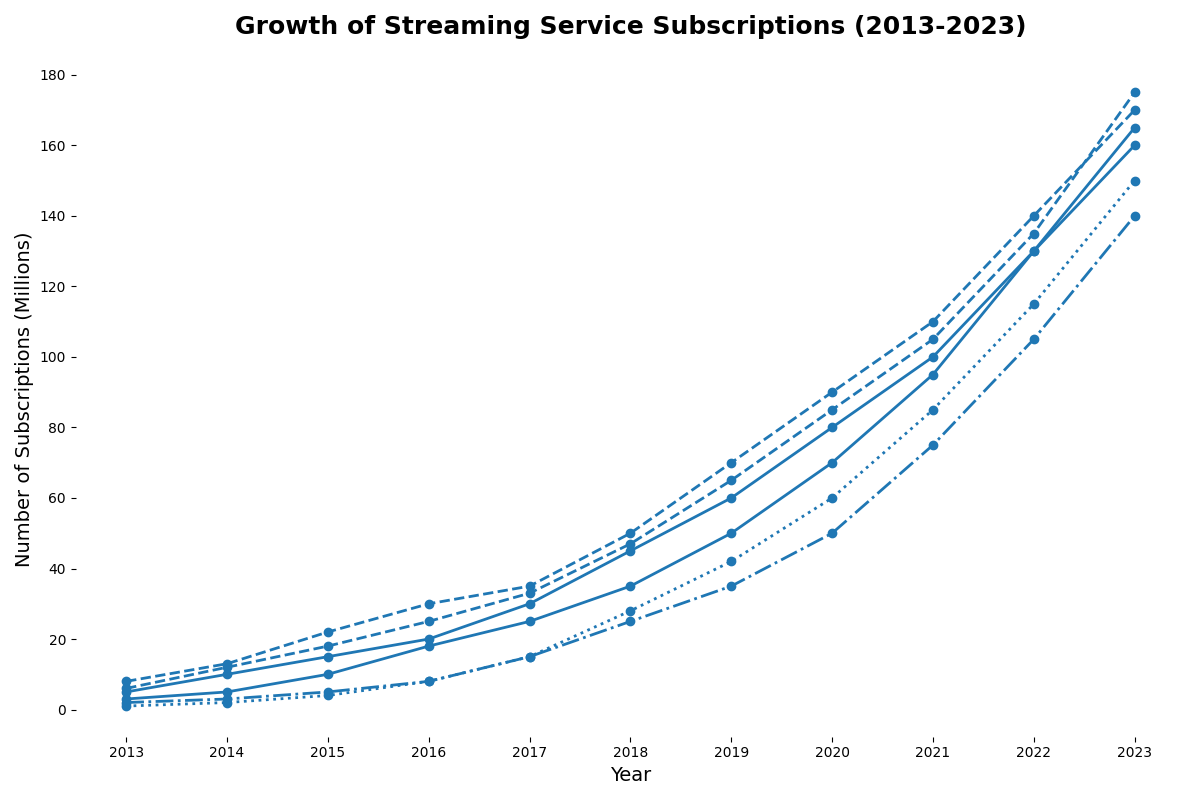 Growth of Streaming Service Subscriptions (2013-2023)
Number of Subscriptions (Millions)
180
160
140
120
100
80
60
40
20
0
2013 2014 2015 2016 2017 2018 2019 2020 2021 2022 2023
Year